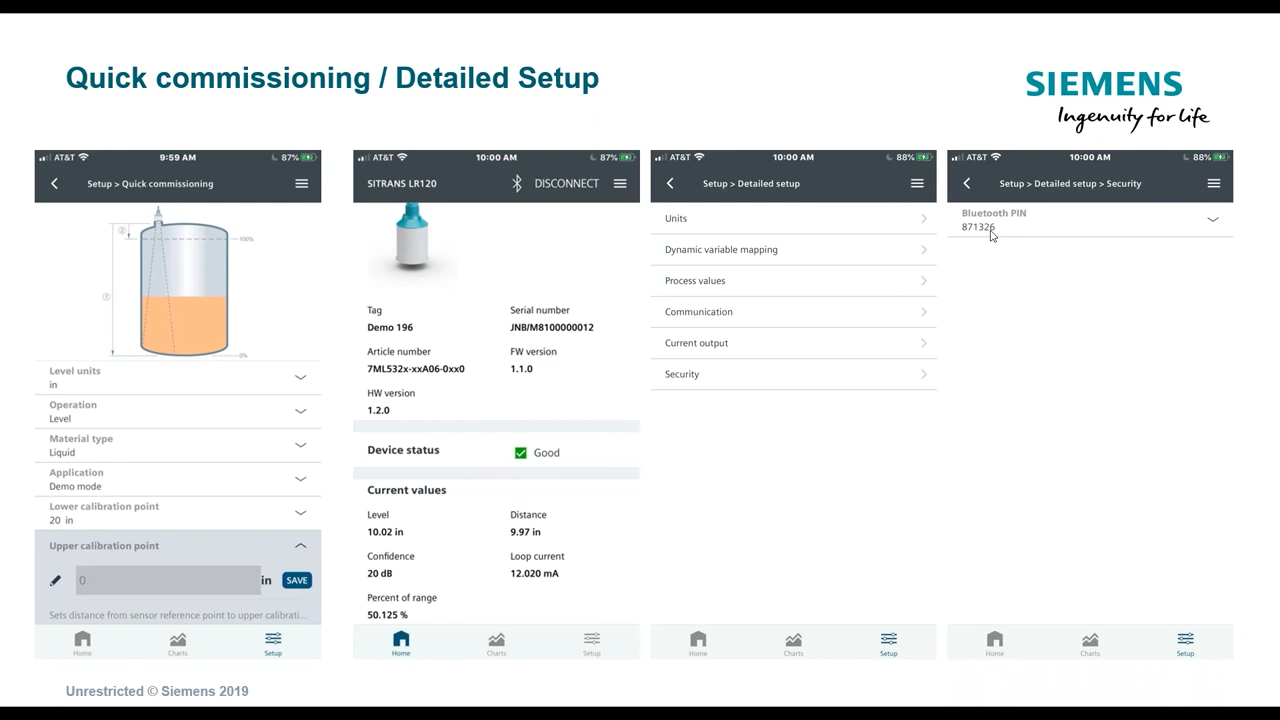 Quick commissioning / Detailed Setup
SIEMENS
Ingenuity for life
AT&T 9:59 AM 87%
Setup > Quick commissioning
②
100%
①
0%
Level units
in
Operation
Level
Material type
Liquid
Application
Demo mode
Lower calibration point
20 in
Upper calibration point
0 in SAVE
Sets distance from sensor reference point to upper calibrati...
Home Charts Setup
AT&T 10:00 AM 87%
SITRANS LR120 DISCONNECT
Tag Serial number
Demo 196 JNB/M8100000012
Article number FW version
7ML532x-xxA06-0xx0 1.1.0
HW version
1.2.0
Device status Good
Current values
Level Distance
10.02 in 9.97 in
Confidence Loop current
20 dB 12.020 mA
Percent of range
50.125 %
Home Charts Setup
AT&T 10:00 AM 88%
Setup > Detailed setup
Units
Dynamic variable mapping
Process values
Communication
Current output
Security
Home Charts Setup
AT&T 10:00 AM 88%
Setup > Detailed setup > Security
Bluetooth PIN
871326
Home Charts Setup
Unrestricted © Siemens 2019